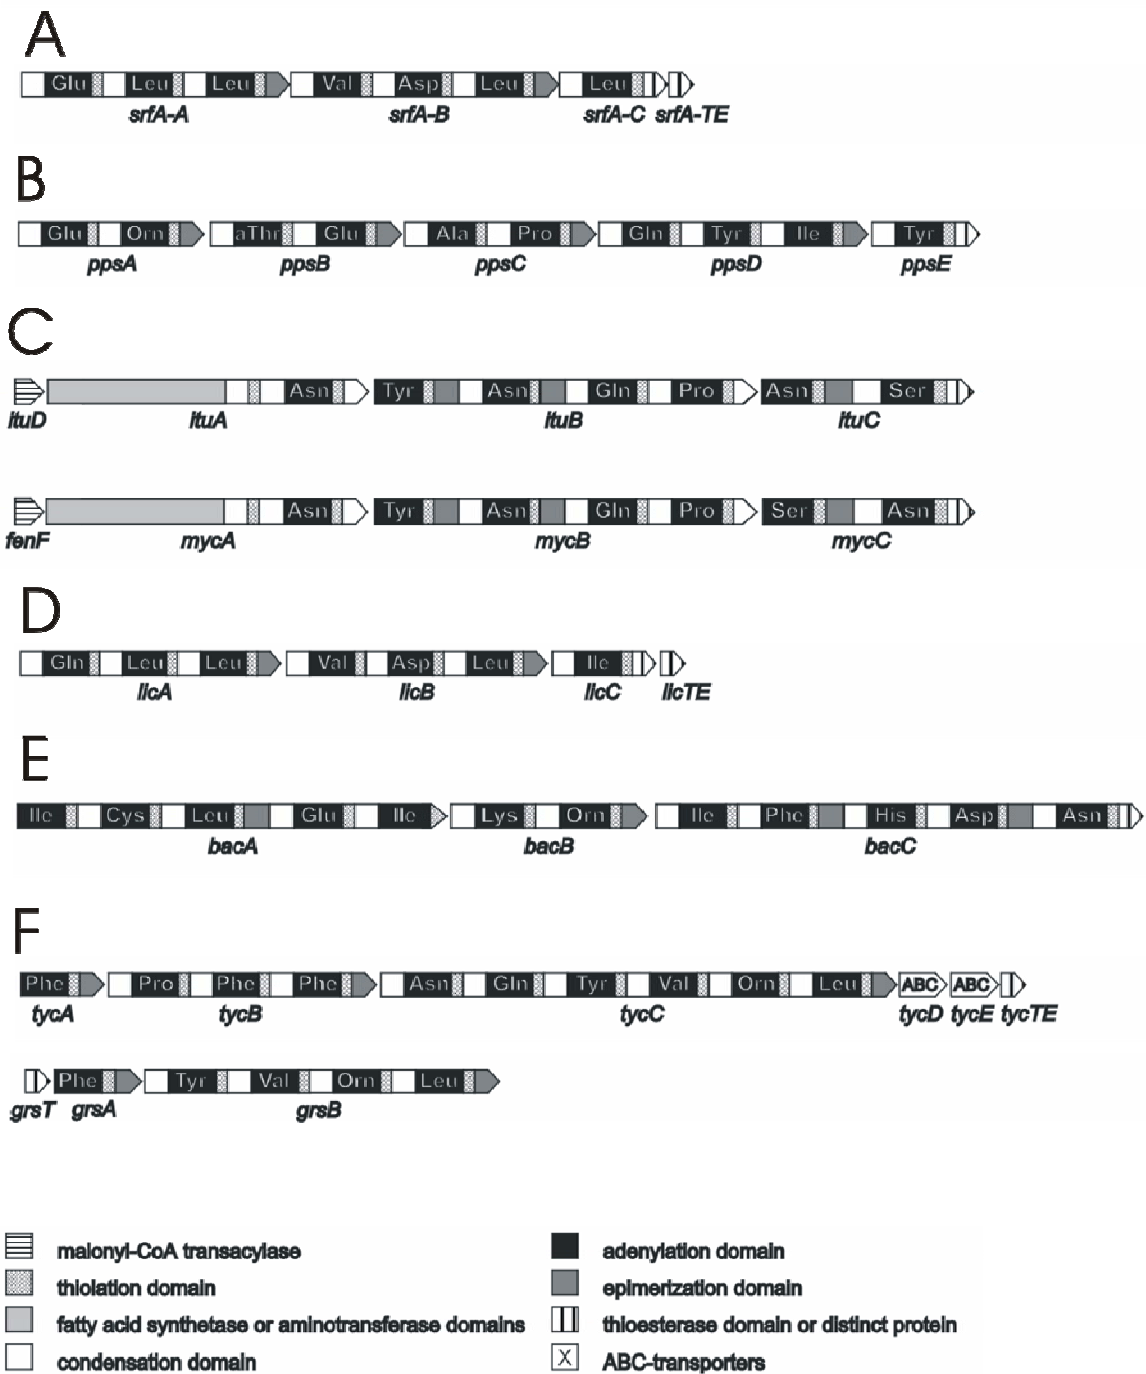 A
Glu Leu Leu Val Asp Leu Leu
srfA-A srfA-B srfA-C srfA-TE
B
Glu Orn aThr Glu Ala Pro Gln Tyr Ile Tyr
ppsA ppsB ppsC ppsD ppsE
C
Asn Tyr Asn Gln Pro Asn Ser
ituD ituA ituB ituC
Asn Tyr Asn Gln Pro Ser Asn
fenF mycA mycB mycC
D
Gln Leu Leu Val Asp Leu Ile
licA licB licC licTE
E
Ile Cys Leu Glu Ile Lys Orn Ile Phe His Asp Asn
bacA bacB bacC
F
Phe Pro Phe Phe Asn Gln Tyr Val Orn Leu ABC ABC
tycA tycB tycC tycD tycE tycTE
Phe Tyr Val Orn Leu
grsT grsA grsB
malonyl-CoA transacylase adenylation domain
thiolation domain epimerization domain
fatty acid synthetase or aminotransferase domains thioesterase domain or distinct protein
condensation domain X ABC-transporters